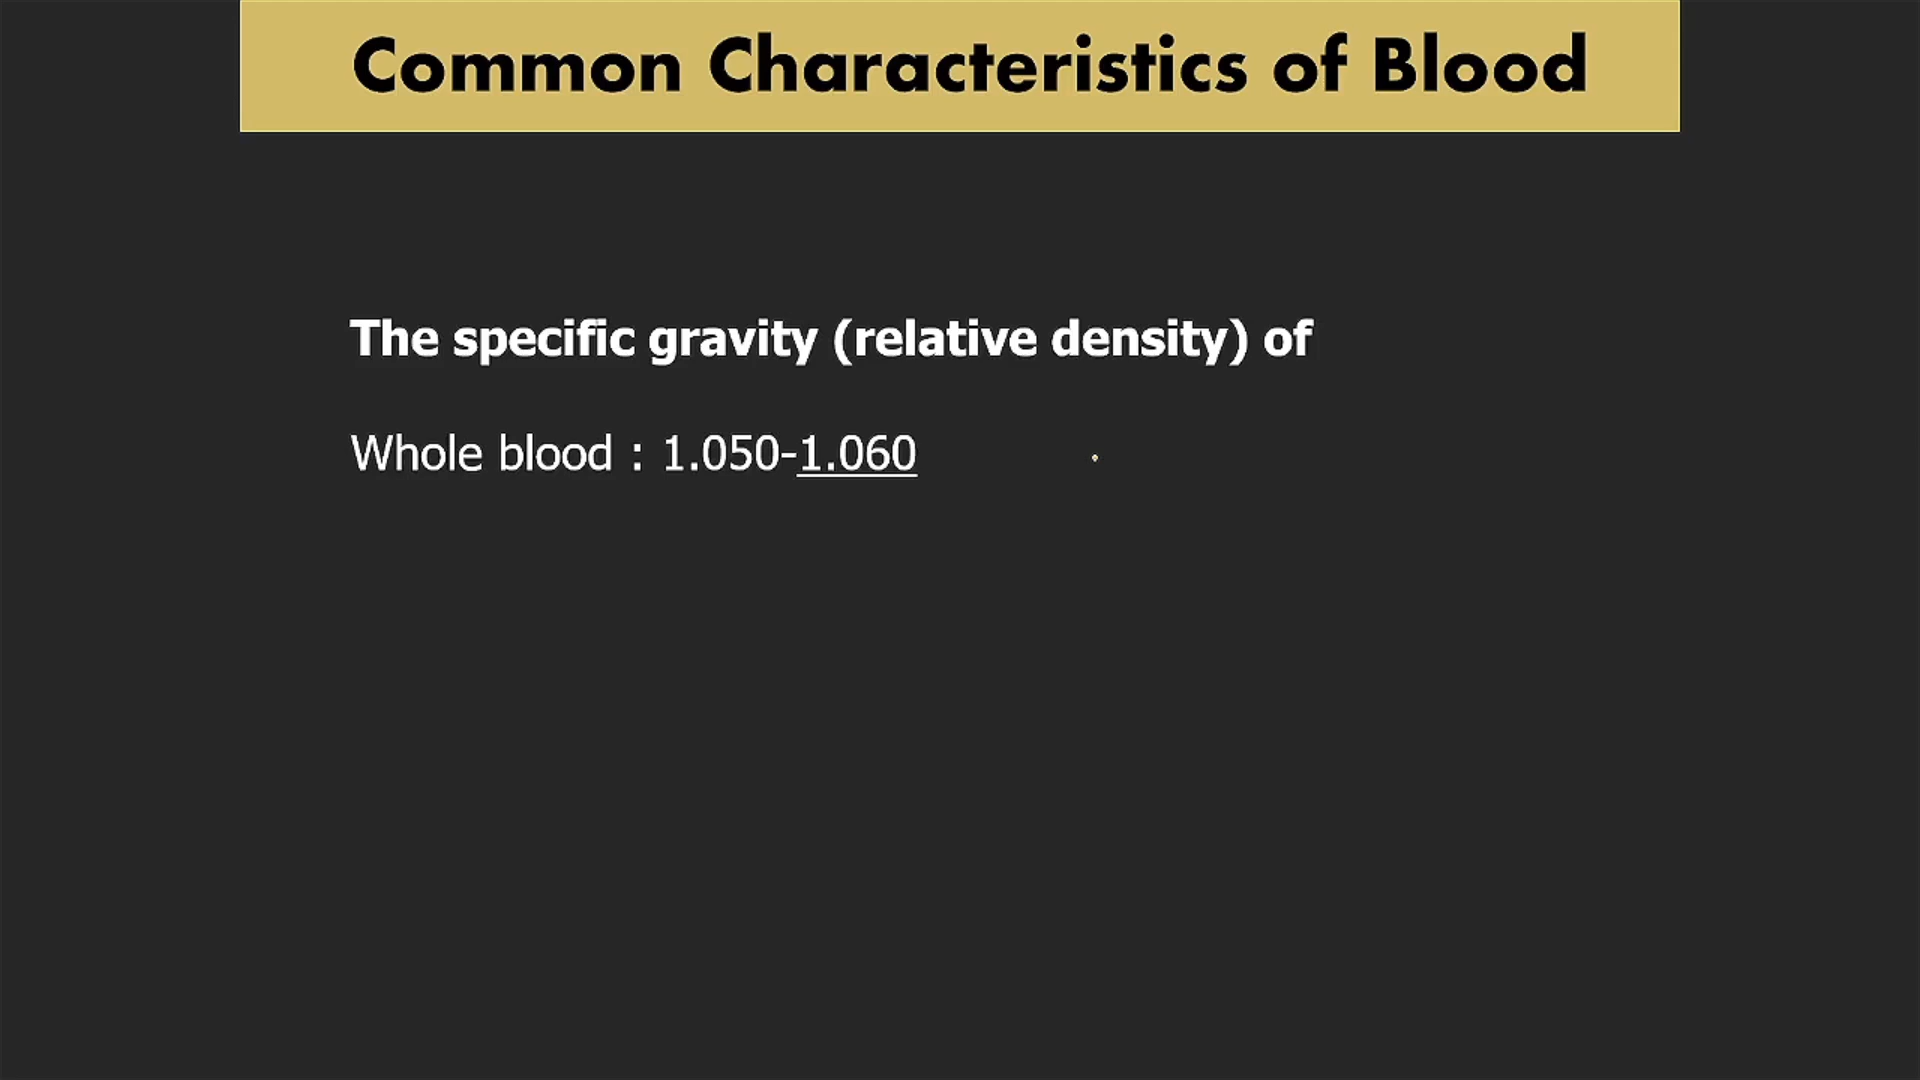 Common Characteristics of Blood
The specific gravity (relative density) of
Whole blood : 1.050-1.060